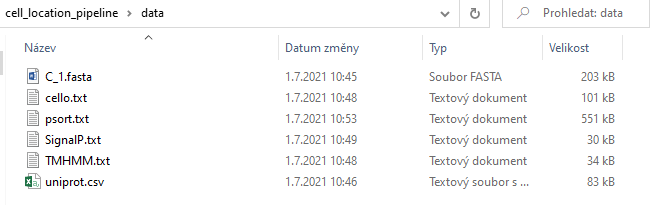 cell_location_pipeline › data
Prohledat: data
Název Datum změny Typ Velikost
C_1.fasta 1.7.2021 10:45 Soubor FASTA 203 kB
cello.txt 1.7.2021 10:48 Textový dokument 101 kB
psort.txt 1.7.2021 10:53 Textový dokument 551 kB
SignalP.txt 1.7.2021 10:49 Textový dokument 30 kB
TMHMM.txt 1.7.2021 10:48 Textový dokument 34 kB
uniprot.csv 1.7.2021 10:46 Textový soubor s ... 83 kB